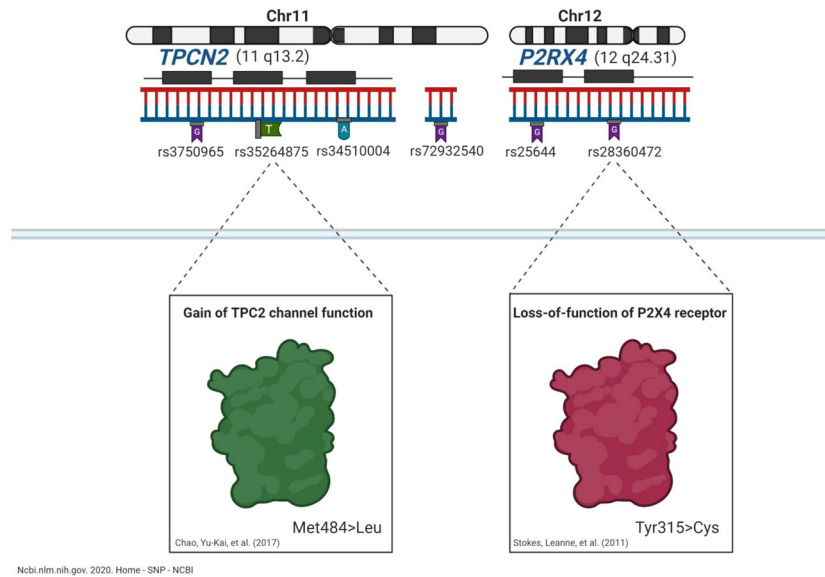 Chr11
Chr12
TPCN2 (11 q13.2)
P2RX4 (12 q24.31)
G
T
A
G
G
G
rs3750965
rs35264875
rs34510004
rs72932540
rs25644
rs28360472
Gain of TPC2 channel function
Loss-of-function of P2X4 receptor
Met484>Leu
Tyr315>Cys
Chao, Yu-Kai, et al. (2017)
Stokes, Leanne, et al. (2011)
Ncbi.nlm.nih.gov. 2020. Home - SNP - NCBI